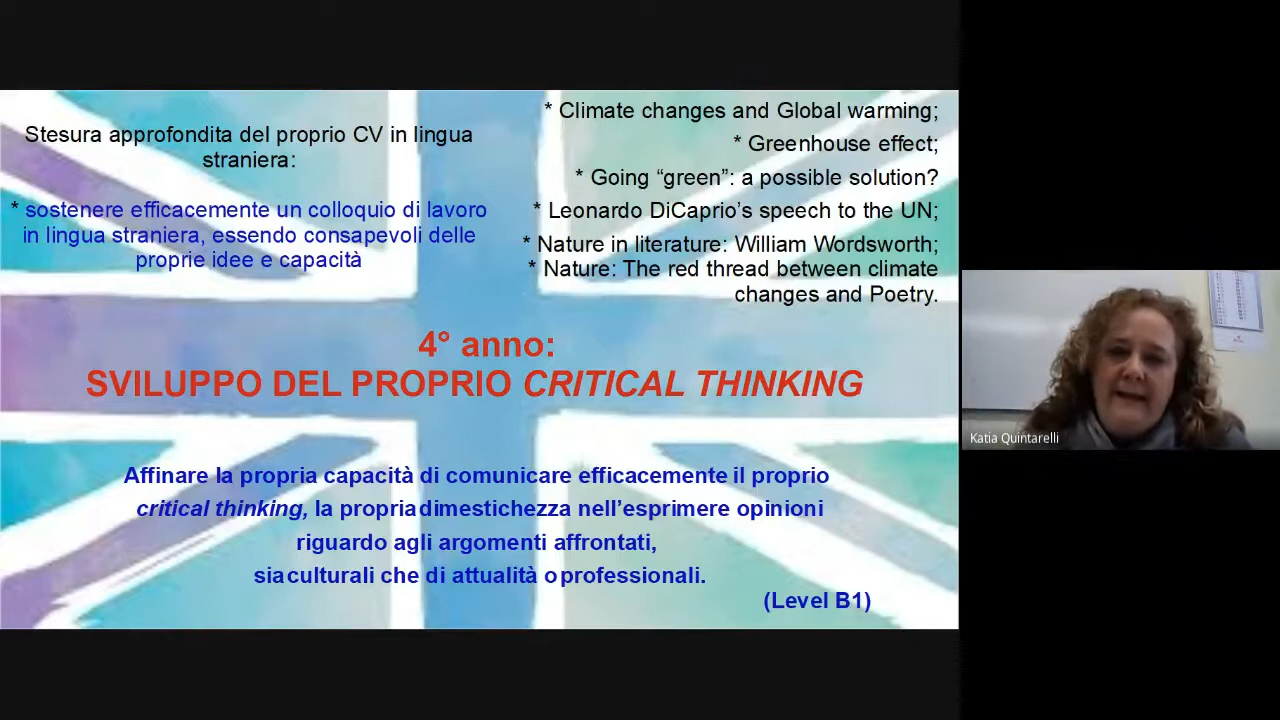 Stesura approfondita del proprio CV in lingua
straniera:
* sostenere efficacemente un colloquio di lavoro
in lingua straniera, essendo consapevoli delle
proprie idee e capacità
* Climate changes and Global warming;
* Greenhouse effect;
* Going “green”: a possible solution?
* Leonardo DiCaprio’s speech to the UN;
* Nature in literature: William Wordsworth;
* Nature: The red thread between climate
changes and Poetry.
4° anno:
SVILUPPO DEL PROPRIO CRITICAL THINKING
Affinare la propria capacità di comunicare efficacemente il proprio
critical thinking, la propria dimestichezza nell’esprimere opinioni
riguardo agli argomenti affrontati,
sia culturali che di attualità o professionali.
(Level B1)
Katia Quintarelli